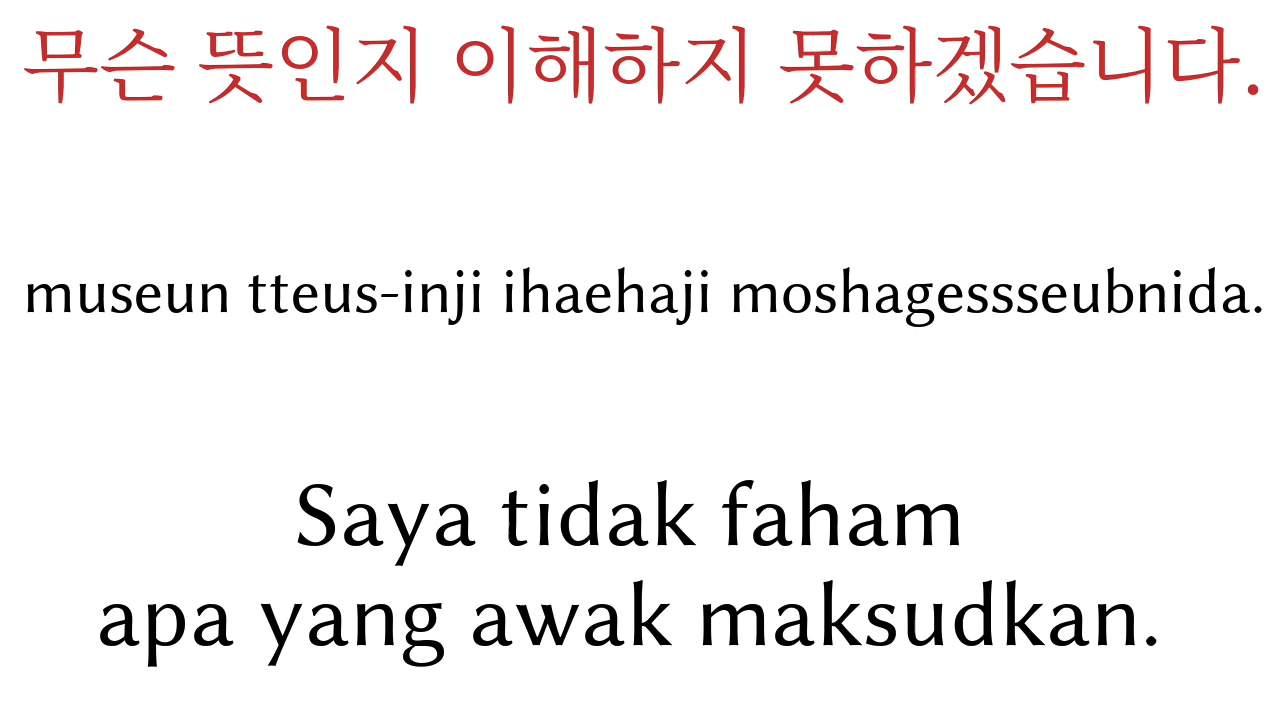 무슨 뜻인지 이해하지 못하겠습니다.
museun tteus-inji ihaehaji moshagessseubnida.
Saya tidak faham
apa yang awak maksudkan.